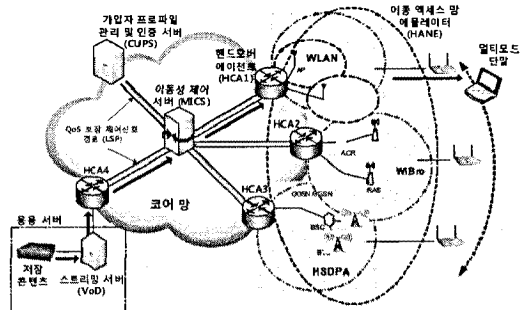 가입자 프로파일
관리 및 인증 서버
(CUPS)
이동성 제어
서버 (MICS)
핸드오버
에이전트
(HCA1)
이종 액세스 망
에뮬레이터
(HANE)
멀티모드
단말
WLAN
AP
QoS 보장 제어신호
경로 (LSP)
HCA2
ACR
RAS
WiBro
HCA4
HCA3
코어 망
HSDPA
응용 서버
저장
콘텐츠
스트리밍 서버
(VoD)